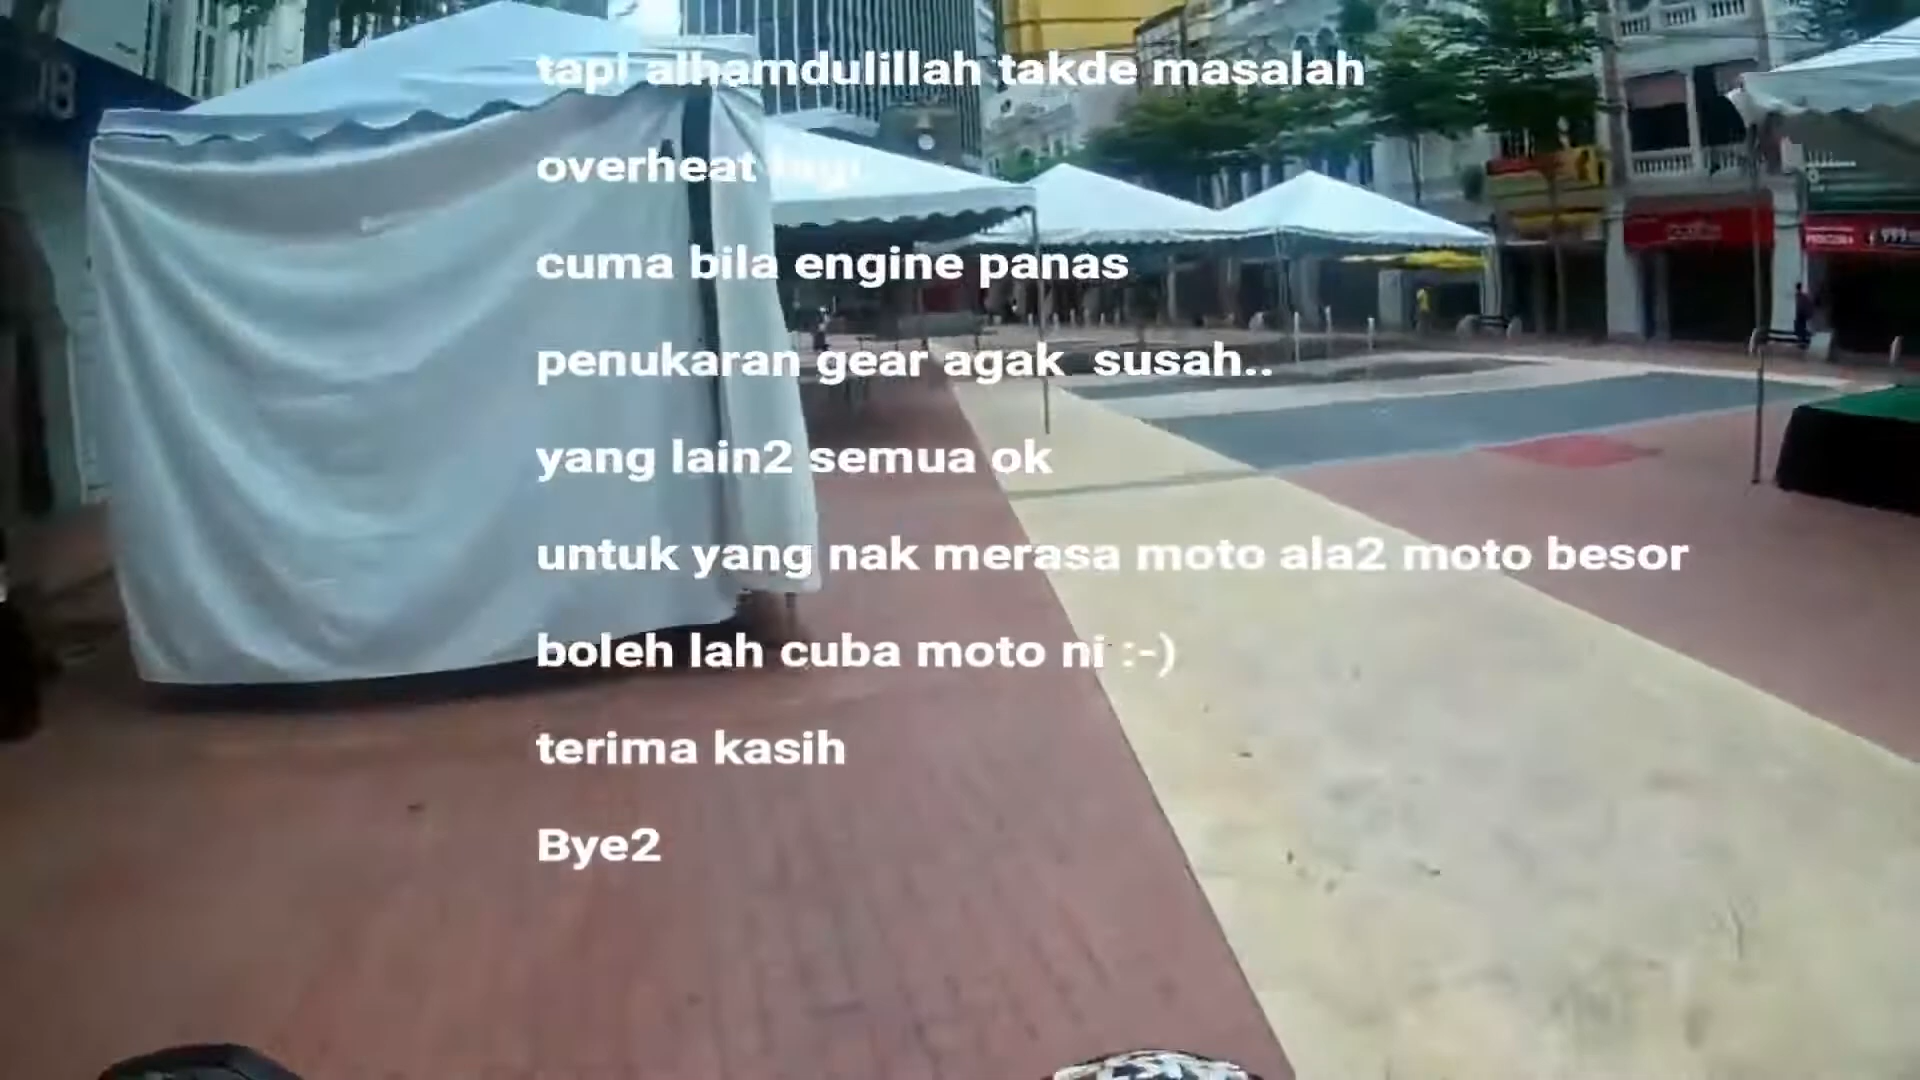 tapi alhamdulillah takde masalah
overheat lagi
cuma bila engine panas
penukaran gear agak  susah..
yang lain2 semua ok
untuk yang nak merasa moto ala2 moto besor
boleh lah cuba moto ni :-)
terima kasih
Bye2